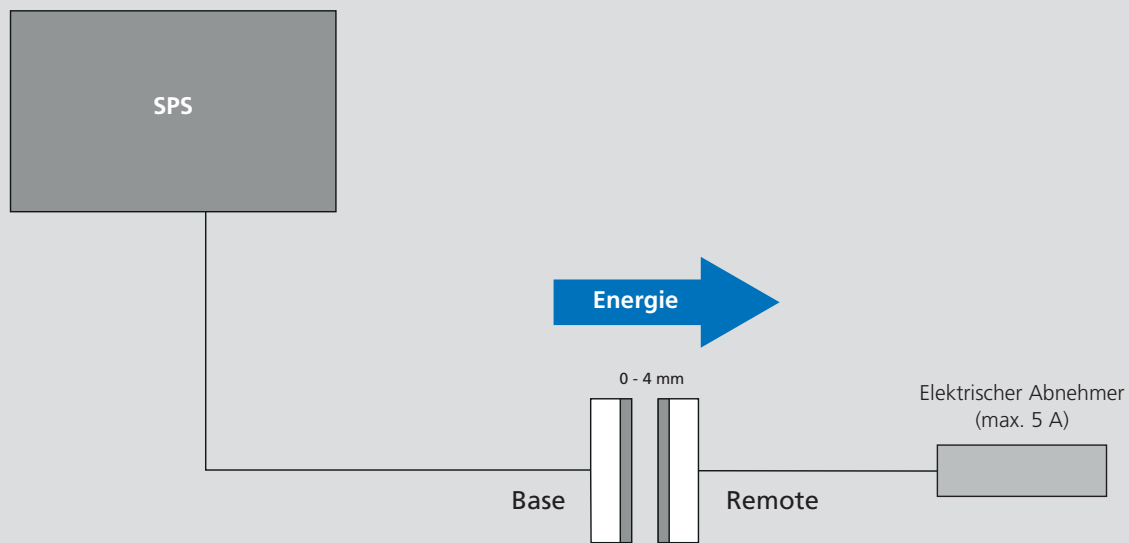 SPS
Energie
0 - 4 mm
Elektrischer Abnehmer
(max. 5 A)
Base
Remote